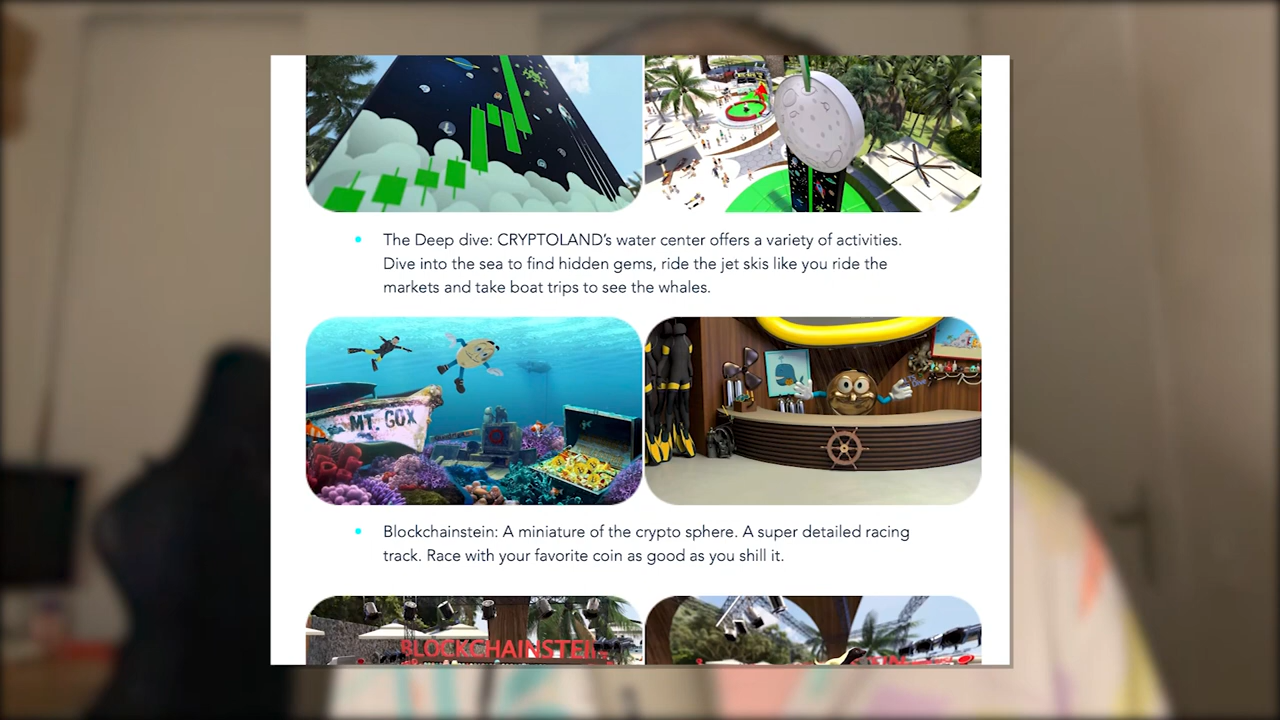 The Deep dive: CRYPTOLAND’s water center offers a variety of activities.
Dive into the sea to find hidden gems, ride the jet skis like you ride the
markets and take boat trips to see the whales.
MT. GOX
Blockchainstein: A miniature of the crypto sphere. A super detailed racing
track. Race with your favorite coin as good as you shill it.
BLOCKCHAINSTEIN